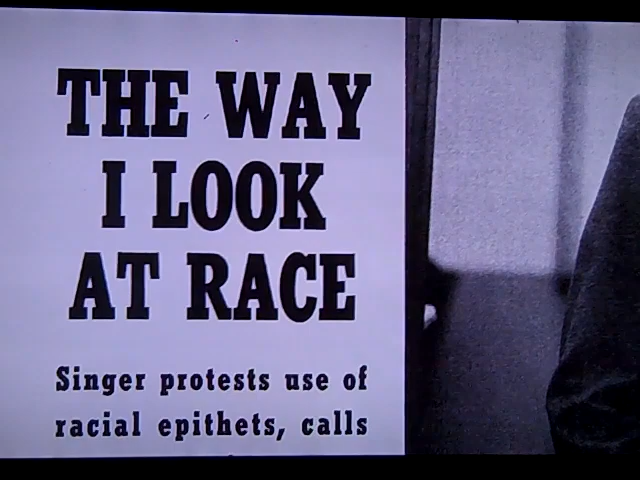 THE WAY
I LOOK
AT RACE
Singer protests use of
racial epithets, calls